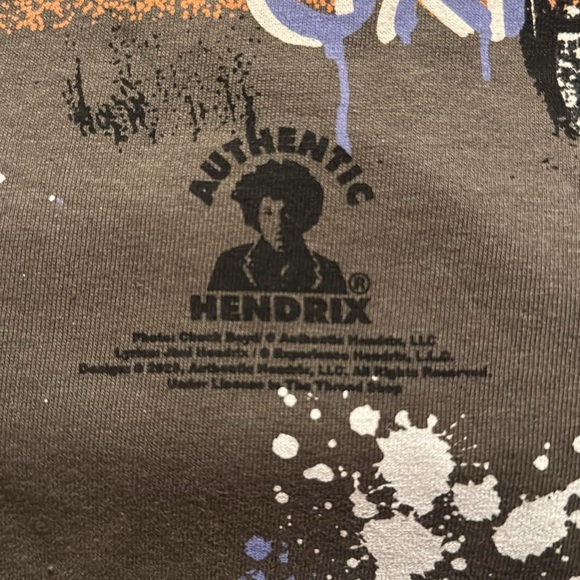 AUTHENTIC
HENDRIX ®
Photo: Chuck Boyd © Authentic Hendrix, LLC
Lyrics: Jimi Hendrix / © Experience Hendrix, L.L.C.
Design: © 2020, Authentic Hendrix, LLC. All Rights Reserved
Under License to The Thread Shop